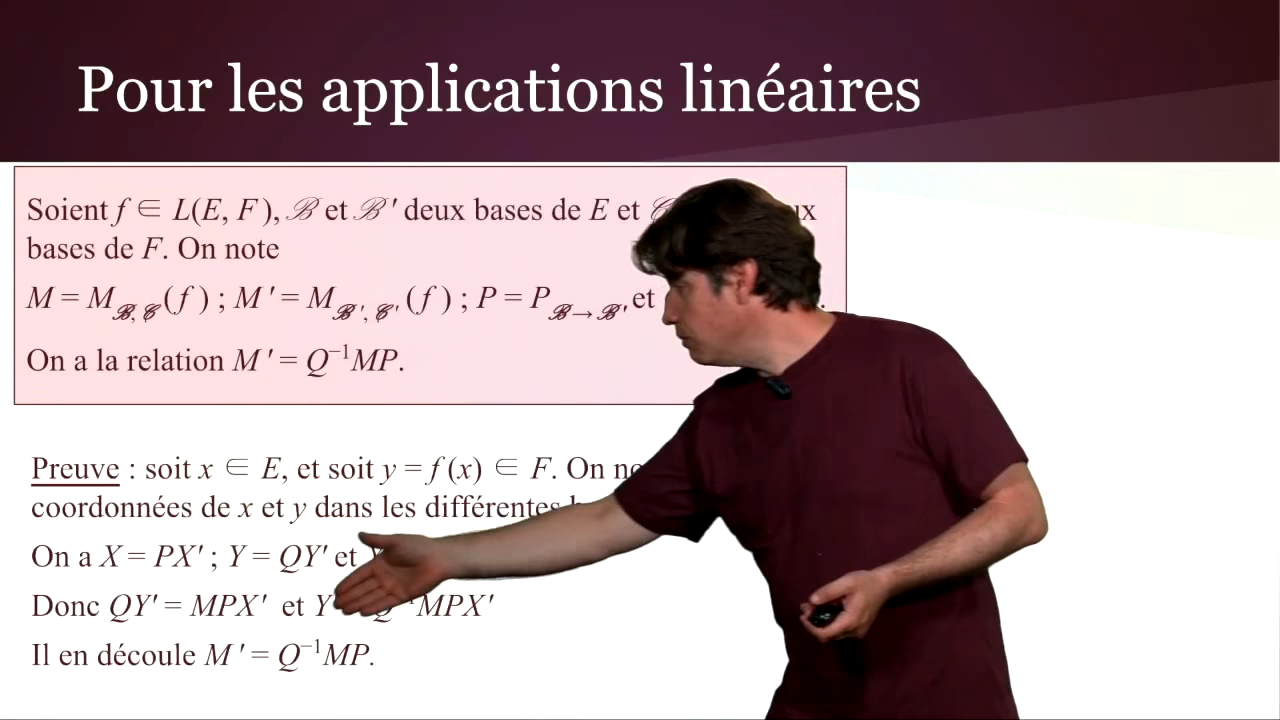 Pour les applications linéaires
Soient f ∈ L(E, F), ℬ et ℬ' deux bases de E et
bases de F. On note
M = M_{ℬ, 𝒞}(f) ; M' = M_{ℬ', 𝒞'}(f) ; P = P_{ℬ→ℬ'} et
On a la relation M' = Q⁻¹MP.
Preuve : soit x ∈ E, et soit y = f(x) ∈ F. On
coordonnées de x et y dans les différentes
On a X = PX' ; Y = QY' et
Donc QY' = MPX' et MPX'
Il en découle M' = Q⁻¹MP.